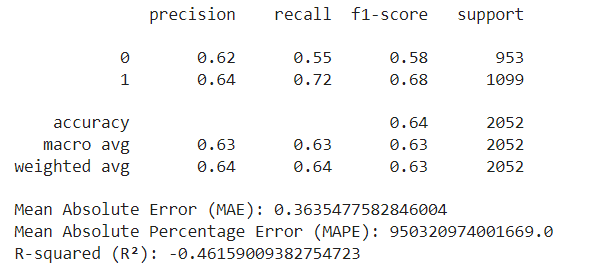 precision recall f1-score support
0 0.62 0.55 0.58 953
1 0.64 0.72 0.68 1099
accuracy 0.64 2052
macro avg 0.63 0.63 0.63 2052
weighted avg 0.64 0.64 0.63 2052
Mean Absolute Error (MAE): 0.3635477582846004
Mean Absolute Percentage Error (MAPE): 950320974001669.0
R-squared (R²): -0.46159009382754723